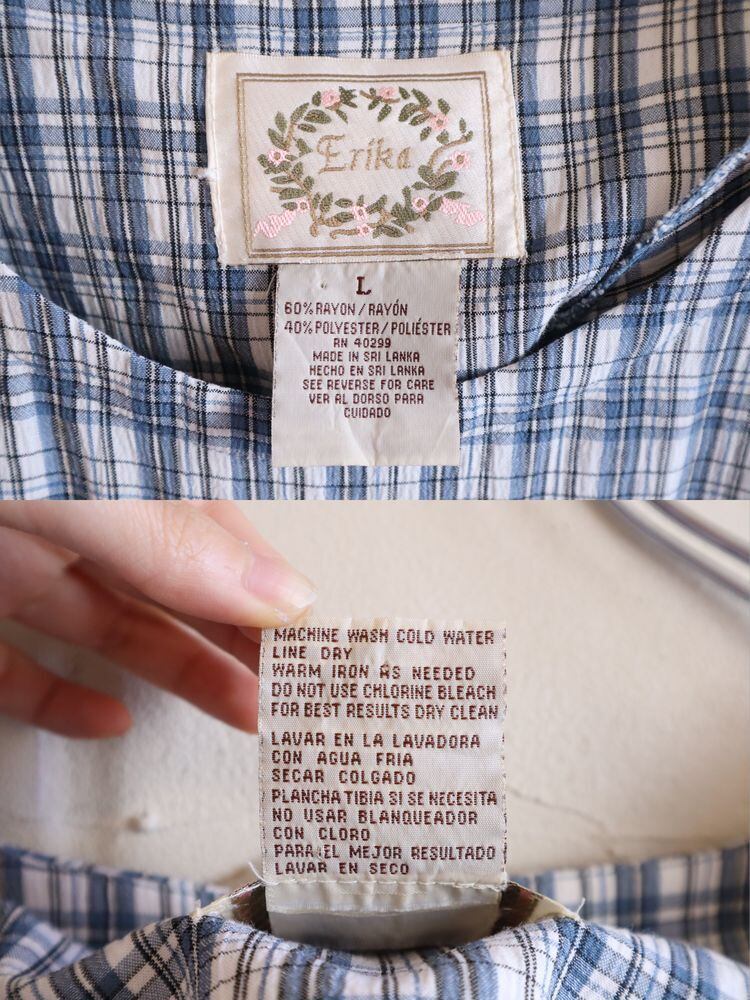 Erika
L
60% RAYON / RAYÓN
40% POLYESTER / POLIÉSTER
RN 40299
MADE IN SRI LANKA
HECHO EN SRI LANKA
SEE REVERSE FOR CARE
VER AL DORSO PARA
CUIDADO
MACHINE WASH COLD WATER
LINE DRY
WARM IRON AS NEEDED
DO NOT USE CHLORINE BLEACH
FOR BEST RESULTS DRY CLEAN
LAVAR EN LA LAVADORA
CON AGUA FRIA
SECAR COLGADO
PLANCHA TIBIA SI SE NECESITA
NO USAR BLANQUEADOR
CON CLORO
PARA EL MEJOR RESULTADO
LAVAR EN SECO